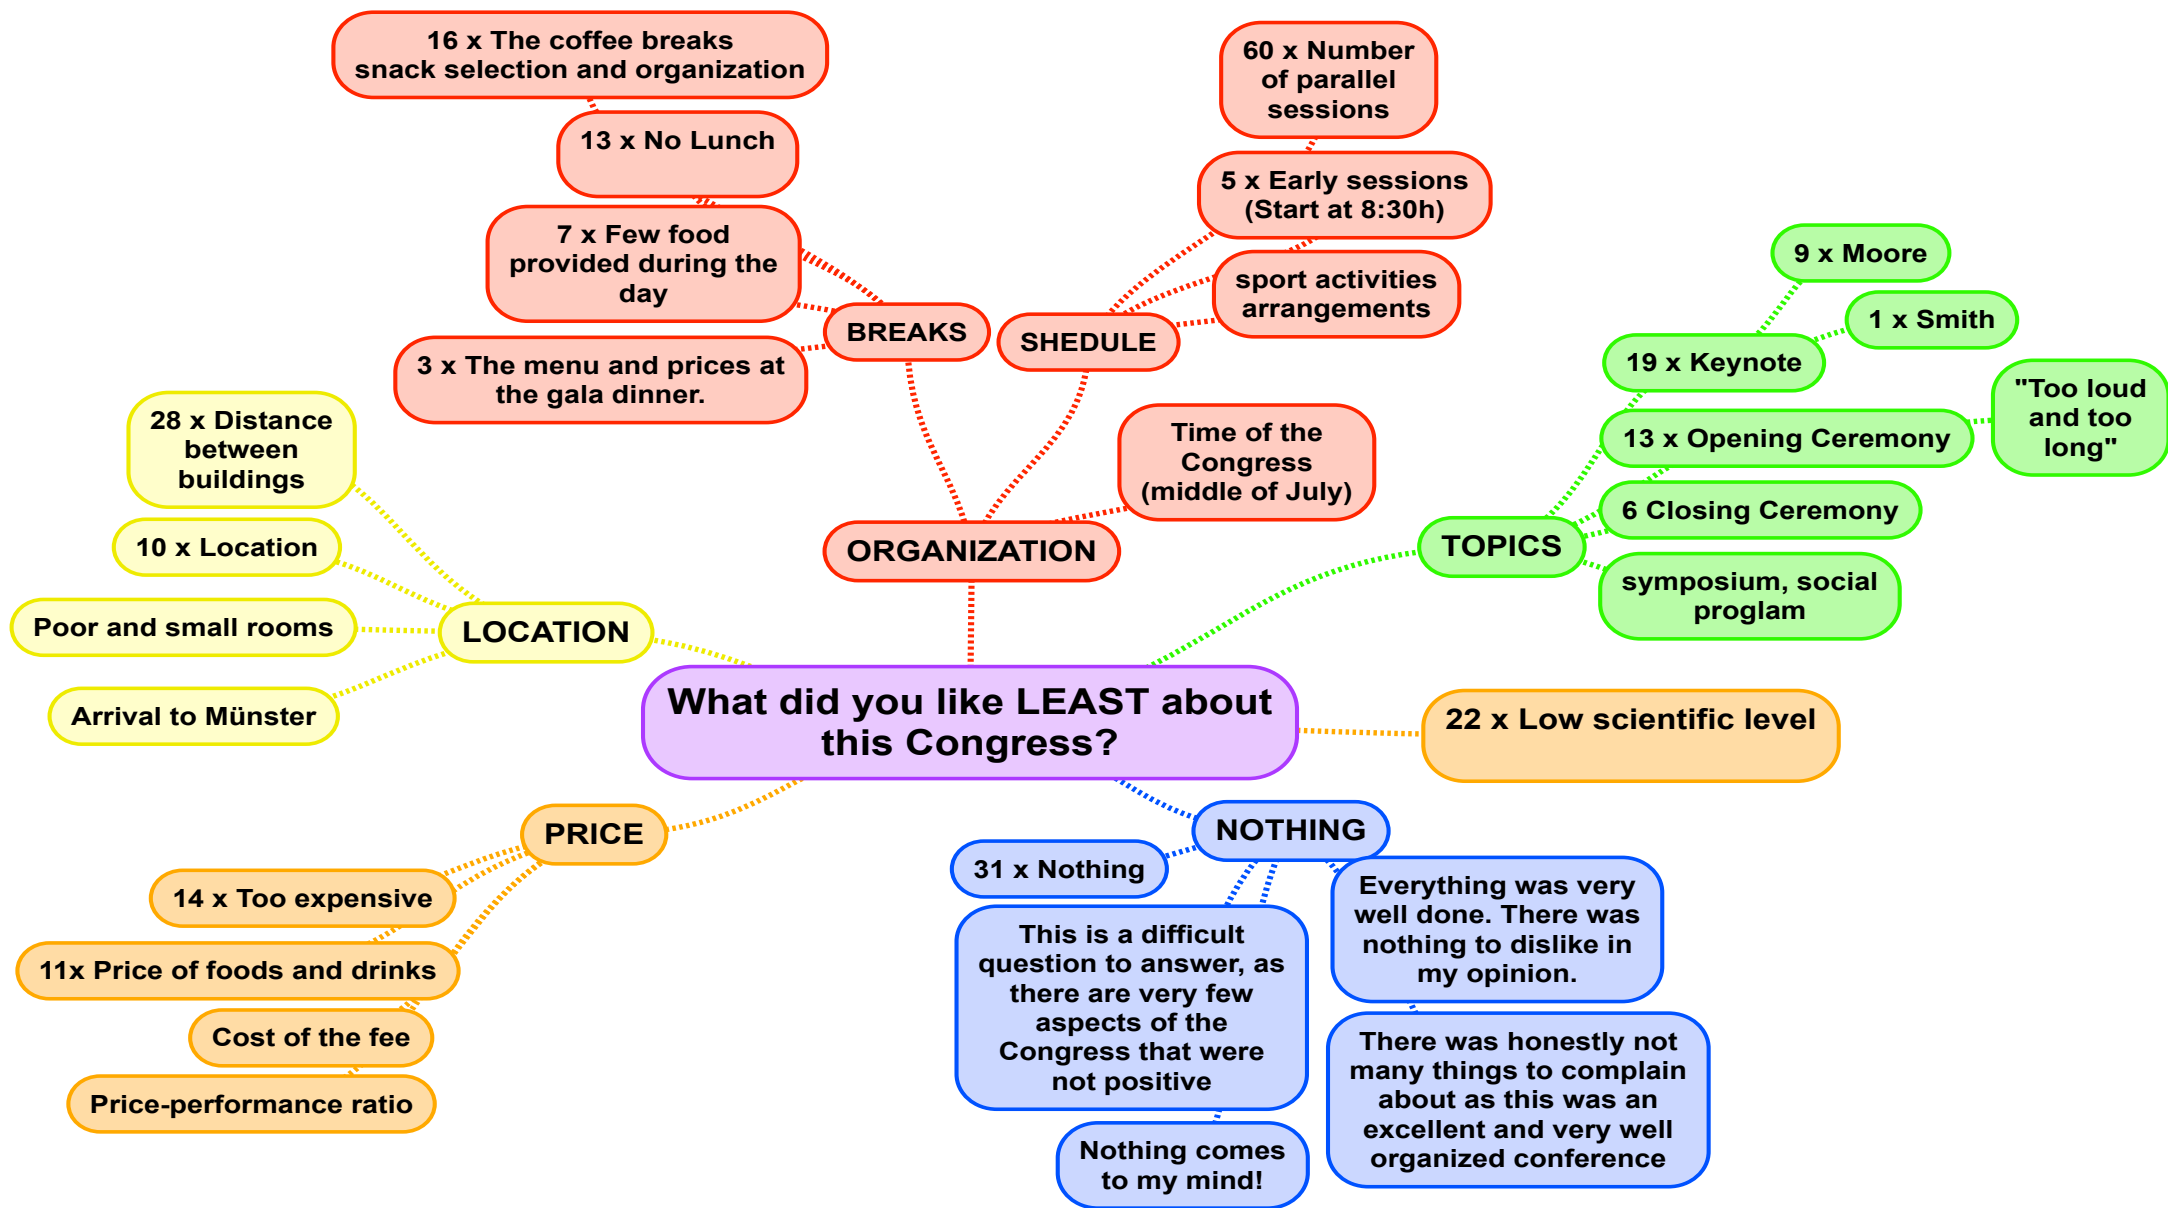 16 x The coffee breaks
snack selection and organization
13 x No Lunch
7 x Few food
provided during the
day
3 x The menu and prices at
the gala dinner.
BREAKS
60 x Number
of parallel
sessions
5 x Early sessions
(Start at 8:30h)
sport activities
arrangements
SHEDULE
Time of the
Congress
(middle of July)
ORGANIZATION
9 x Moore
1 x Smith
19 x Keynote
13 x Opening Ceremony
"Too loud
and too
long"
6 Closing Ceremony
symposium, social
proglam
TOPICS
28 x Distance
between
buildings
10 x Location
Poor and small rooms
Arrival to Münster
LOCATION
What did you like LEAST about
this Congress?
22 x Low scientific level
PRICE
14 x Too expensive
11x Price of foods and drinks
Cost of the fee
Price-performance ratio
NOTHING
31 x Nothing
This is a difficult
question to answer, as
there are very few
aspects of the
Congress that were
not positive
Nothing comes
to my mind!
Everything was very
well done. There was
nothing to dislike in
my opinion.
There was honestly not
many things to complain
about as this was an
excellent and very well
organized conference